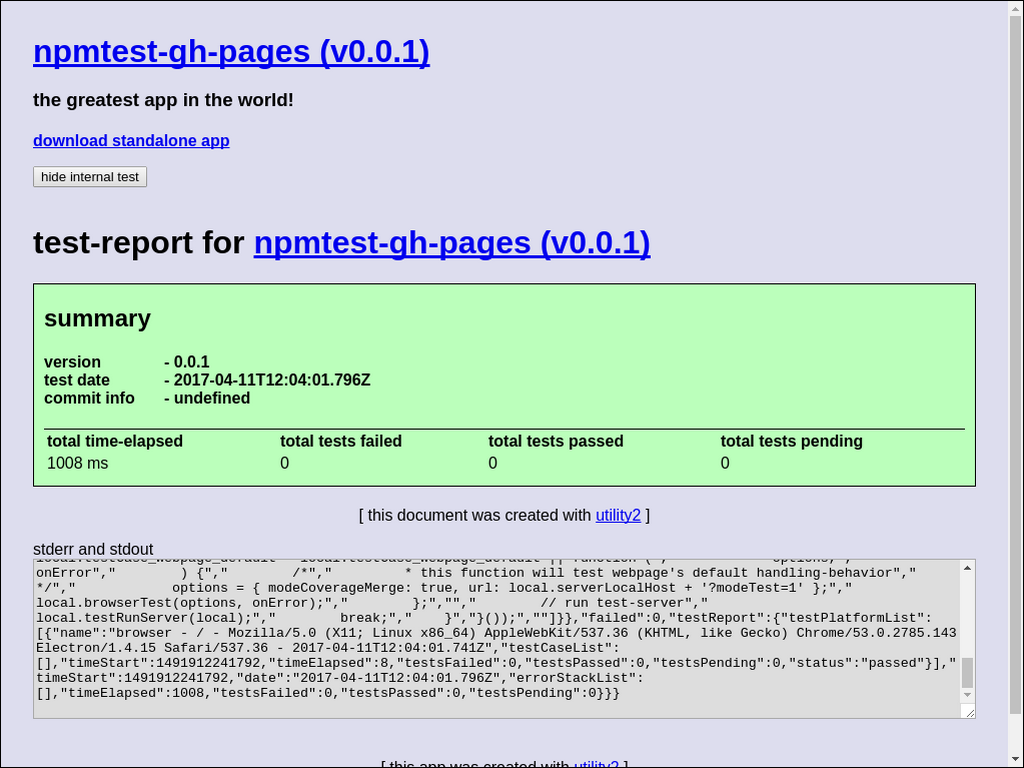 npmtest-gh-pages (v0.0.1)
the greatest app in the world!
download standalone app
hide internal test
test-report for npmtest-gh-pages (v0.0.1)
summary
version - 0.0.1
test date - 2017-04-11T12:04:01.796Z
commit info - undefined
total time-elapsed total tests failed total tests passed total tests pending
1008 ms 0 0 0
[ this document was created with utility2 ]
stderr and stdout
onError","        ) {","        /*","         * this function will test webpage's default handling-behavior","
*/","            options = { modeCoverageMerge: true, url: local.serverLocalHost + '?modeTest=1' };","
local.browserTest(options, onError);","        };","","        // run test-server","
local.testRunServer(local);","        break;","    }","}());",""]}},"failed":0,"testReport":{"testPlatformList":
[{"name":"browser - / - Mozilla/5.0 (X11; Linux x86_64) AppleWebKit/537.36 (KHTML, like Gecko) Chrome/53.0.2785.143
Electron/1.4.15 Safari/537.36 - 2017-04-11T12:04:01.741Z","testCaseList":
[],"timeStart":1491912241792,"timeElapsed":8,"testsFailed":0,"testsPassed":0,"testsPending":0,"status":"passed"}],"
timeStart":1491912241792,"date":"2017-04-11T12:04:01.796Z","errorStackList":
[],"timeElapsed":1008,"testsFailed":0,"testsPassed":0,"testsPending":0}}}
[ this app was created with utility2 ]